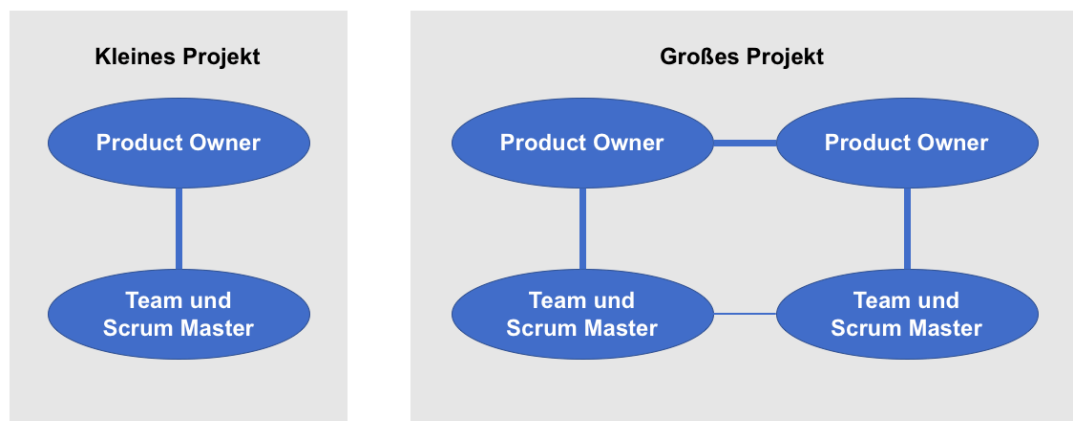 Kleines Projekt
Product Owner
Team und
Scrum Master
Großes Projekt
Product Owner
Product Owner
Team und
Scrum Master
Team und
Scrum Master